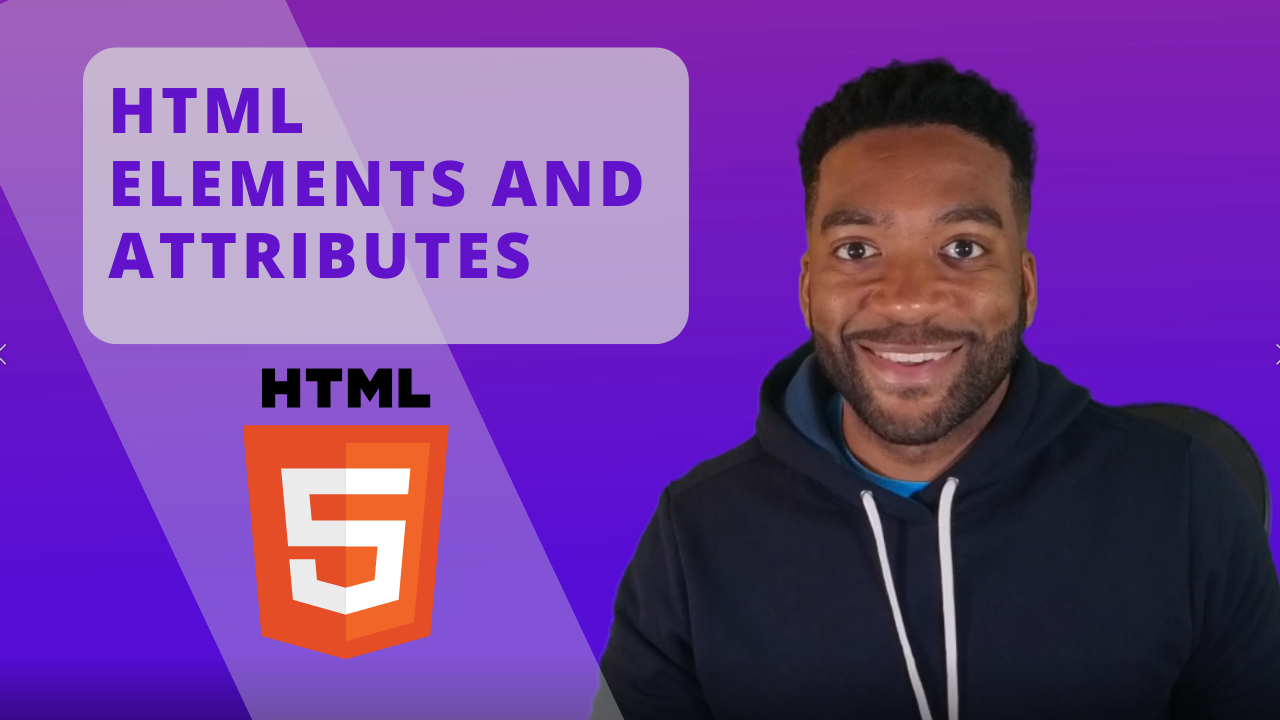 HTML
ELEMENTS AND
ATTRIBUTES
HTML
5